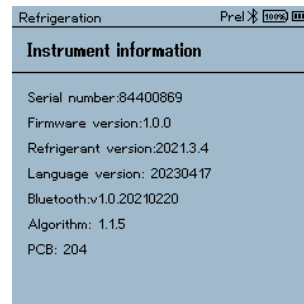 Refrigeration Prel 100%
Instrument information
Serial number:84400869
Firmware version:1.0.0
Refrigerant version:2021.3.4
Language version: 20230417
Bluetooth:v1.0.20210220
Algorithm: 1.1.5
PCB: 204